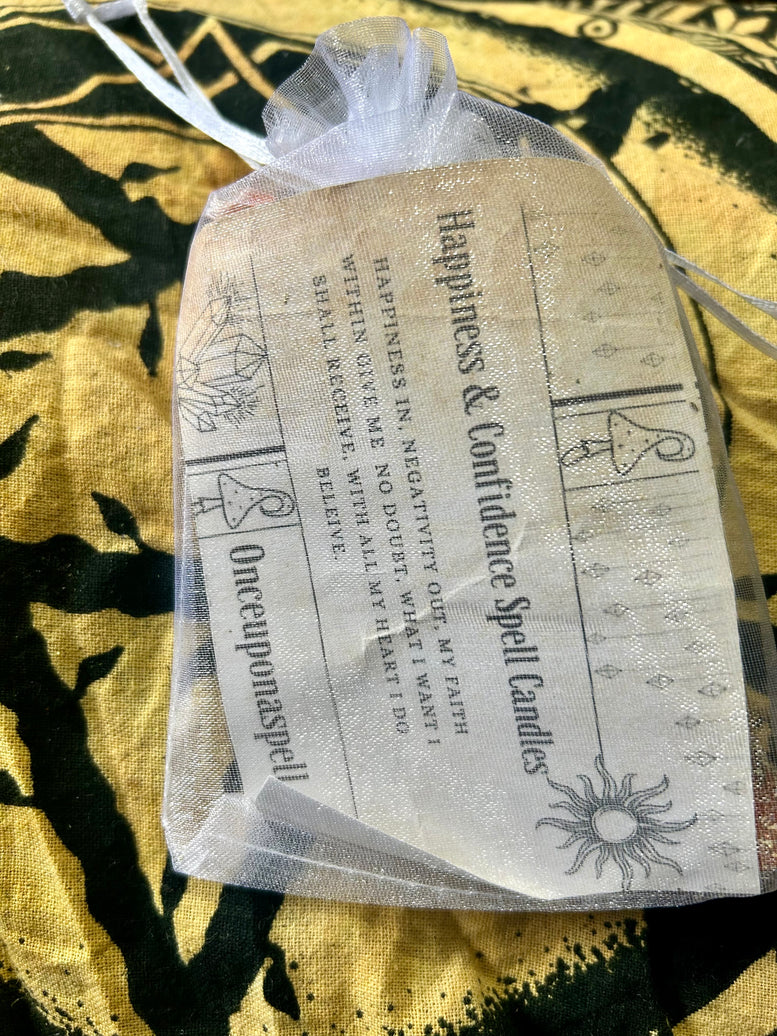 Happiness & Confidence Spell Candles
HAPPINESS IN, NEGATIVITY OUT, MY FAITH
WITHIN GIVE ME NO DOUBT, WHAT I WANT I
SHALL RECEIVE, WITH ALL MY HEART I DO
BELEIVE.
Onceuponaspell